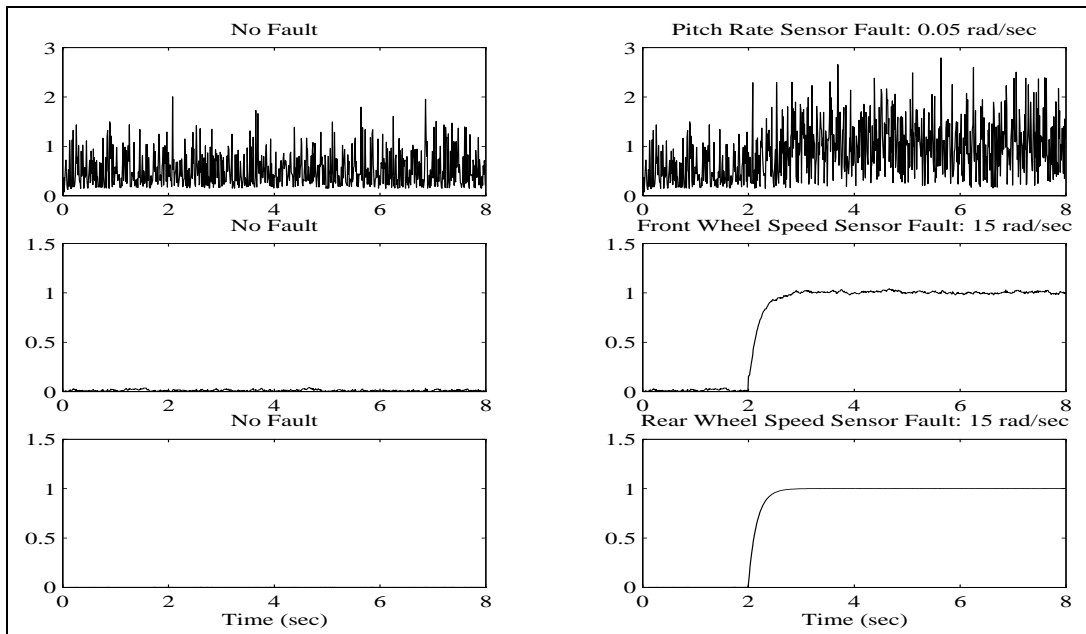 No Fault
3
2
1
0
0 2 4 6 8
Pitch Rate Sensor Fault: 0.05 rad/sec
3
2
1
0
0 2 4 6 8
No Fault
1.5
1
0.5
0
0 2 4 6 8
Front Wheel Speed Sensor Fault: 15 rad/sec
1.5
1
0.5
0
0 2 4 6 8
No Fault
1.5
1
0.5
0
0 2 4 6 8
Time (sec)
Rear Wheel Speed Sensor Fault: 15 rad/sec
1.5
1
0.5
0
0 2 4 6 8
Time (sec)